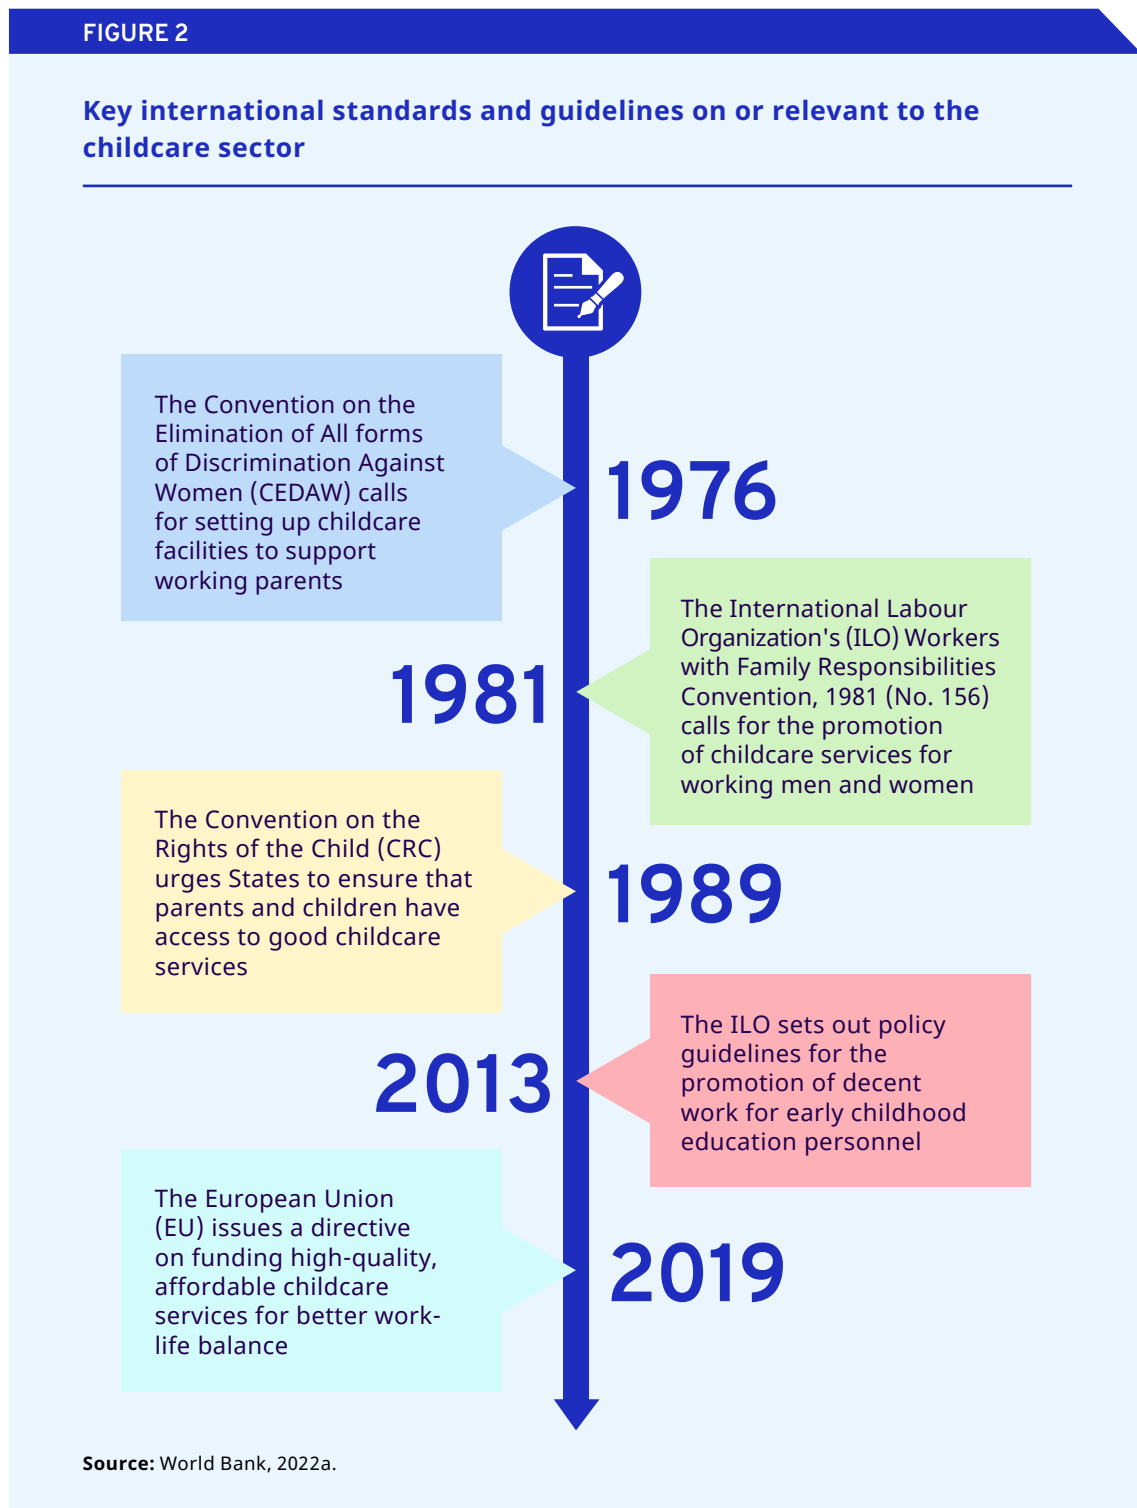 FIGURE 2
Key international standards and guidelines on or relevant to the
childcare sector
The Convention on the
Elimination of All forms
of Discrimination Against
Women (CEDAW) calls
for setting up childcare
facilities to support
working parents
1976
The International Labour
Organization's (ILO) Workers
with Family Responsibilities
Convention, 1981 (No. 156)
calls for the promotion
of childcare services for
working men and women
1981
The Convention on the
Rights of the Child (CRC)
urges States to ensure that
parents and children have
access to good childcare
services
1989
The ILO sets out policy
guidelines for the
promotion of decent
work for early childhood
education personnel
2013
The European Union
(EU) issues a directive
on funding high-quality,
affordable childcare
services for better work-
life balance
2019
Source: World Bank, 2022a.